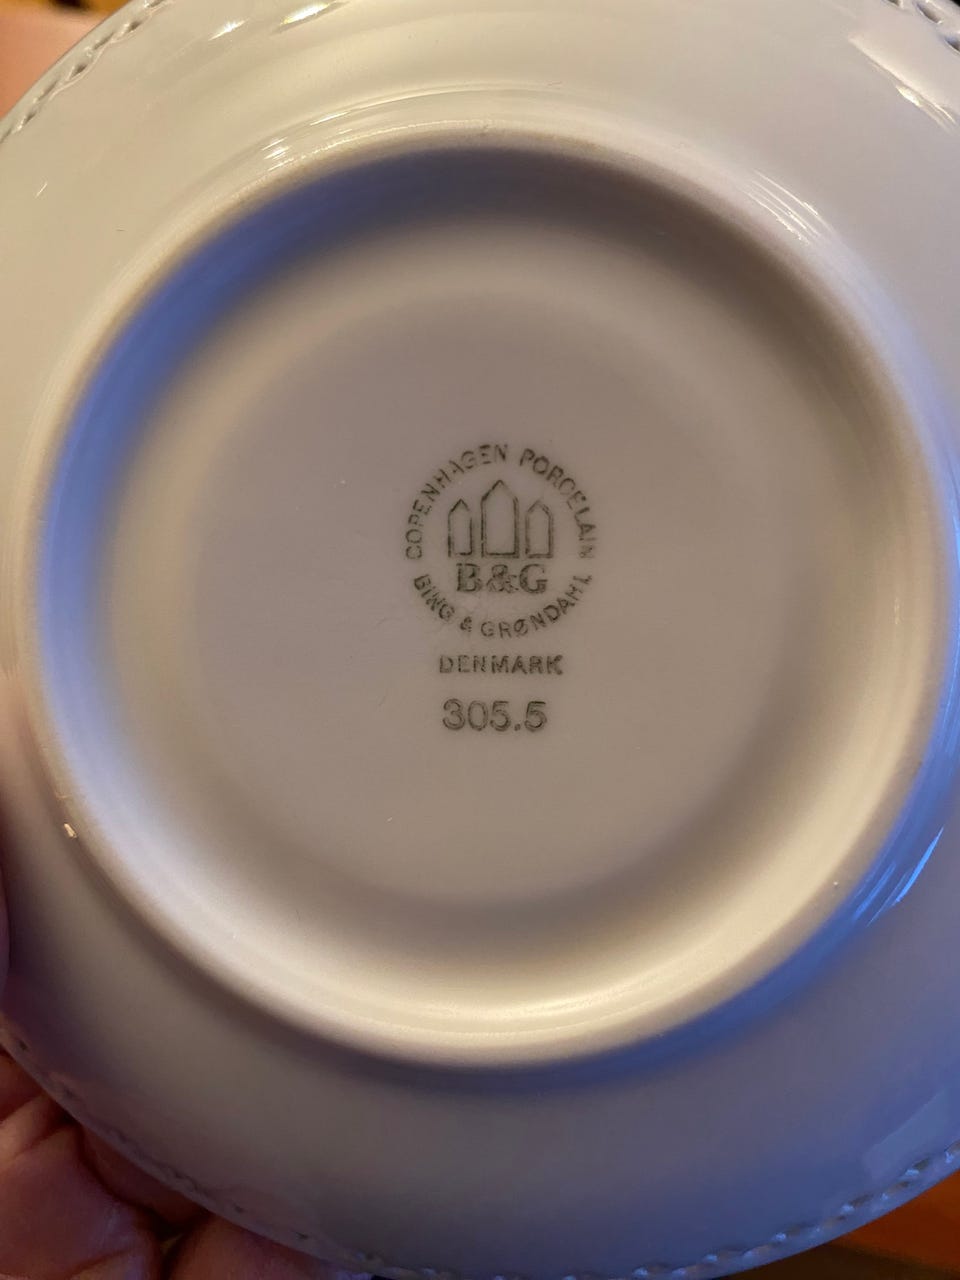 COPENHAGEN PORCELAIN
B&G
BING & GRØNDAHL
DENMARK
305.5